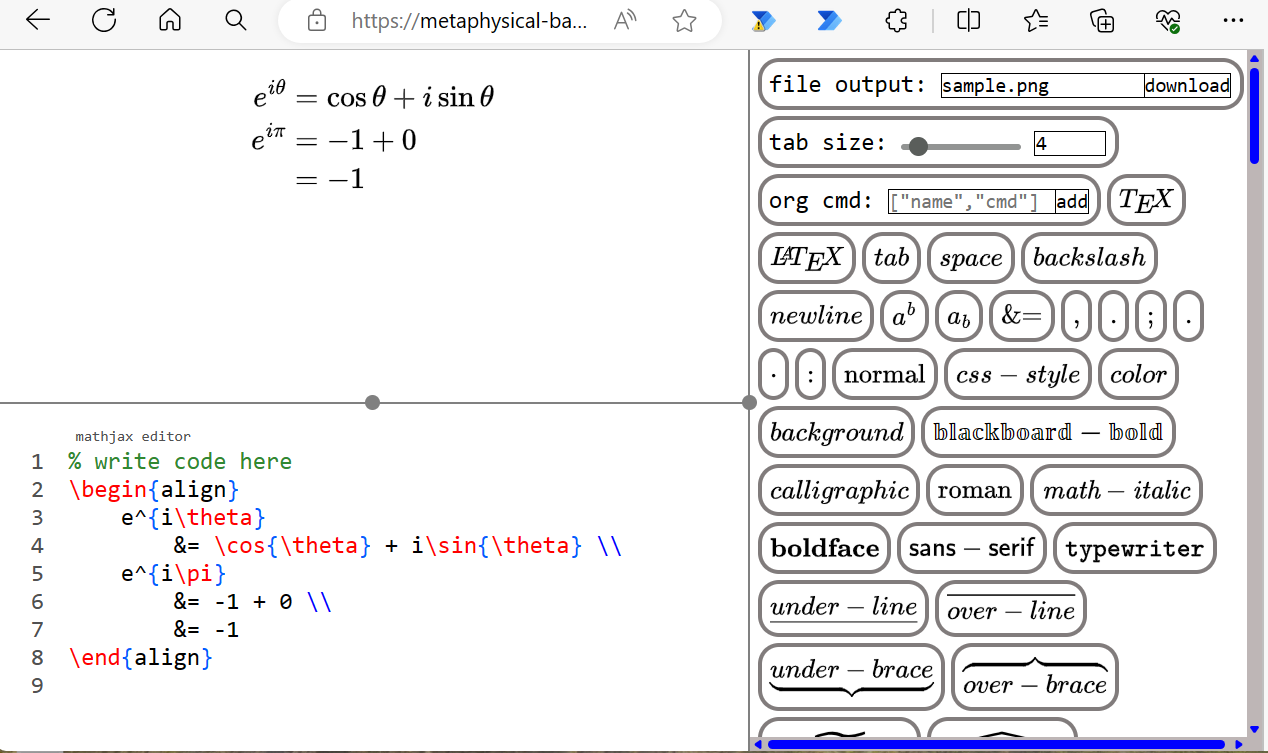 https://metaphysical-ba...
e^{iθ} = cos θ + i sin θ
e^{iπ} = −1 + 0
= −1
mathjax editor
1 % write code here
2 \begin{align}
3     e^{i\theta}
4         &= \cos{\theta} + i\sin{\theta} \\
5     e^{i\pi}
6         &= -1 + 0 \\
7         &= -1
8 \end{align}
9
file output: sample.png download
tab size: 4
org cmd: ["name","cmd"] add TEX
LATEX tab space backslash
newline a^b a_b &= , . ; .
· : normal css − style color
background 𝕓𝕝𝕒𝕔𝕜𝕓𝕠𝕒𝕣𝕕 − 𝕓𝕠𝕝𝕕
calligraphic roman math − italic
boldface sans − serif typewriter
under − line over − line
under − brace over − brace